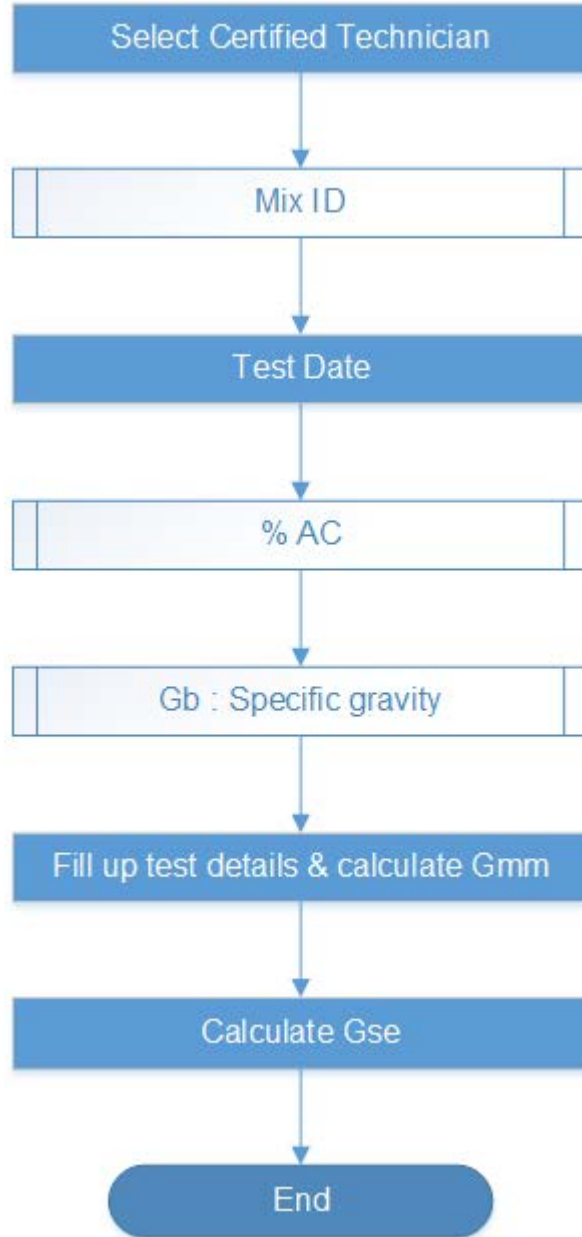 Select Certified Technician
Mix ID
Test Date
% AC
Gb : Specific gravity
Fill up test details & calculate Gmm
Calculate Gse
End